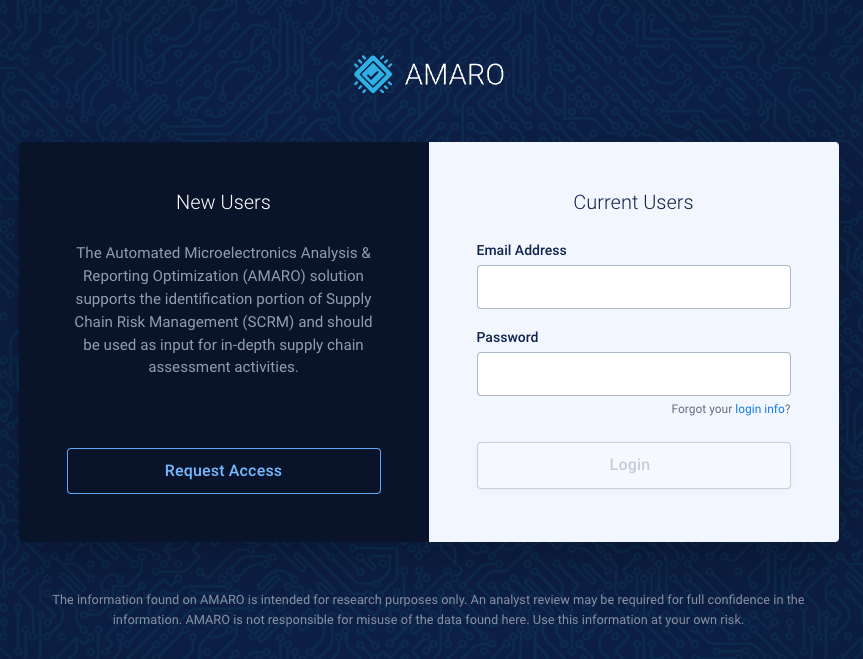 AMARO
New Users
The Automated Microelectronics Analysis &
Reporting Optimization (AMARO) solution
supports the identification portion of Supply
Chain Risk Management (SCRM) and should
be used as input for in-depth supply chain
assessment activities.
Request Access
Current Users
Email Address
Password
Forgot your login info?
Login
The information found on AMARO is intended for research purposes only. An analyst review may be required for full confidence in the
information. AMARO is not responsible for misuse of the data found here. Use this information at your own risk.